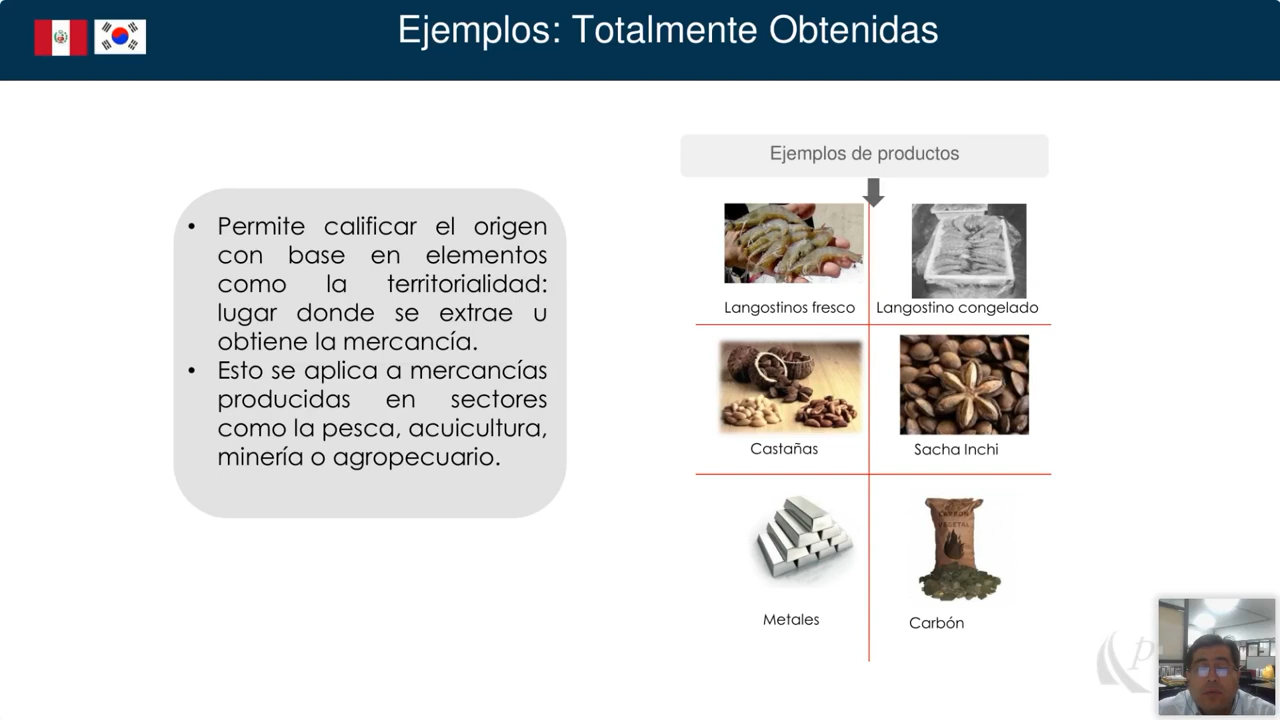 Ejemplos: Totalmente Obtenidas
• Permite calificar el origen
con base en elementos
como la territorialidad:
lugar donde se extrae u
obtiene la mercancía.
• Esto se aplica a mercancías
producidas en sectores
como la pesca, acuicultura,
minería o agropecuario.
Ejemplos de productos
Langostinos fresco
Langostino congelado
Castañas
Sacha Inchi
Metales
CARBÓN
VEGETAL
Carbón